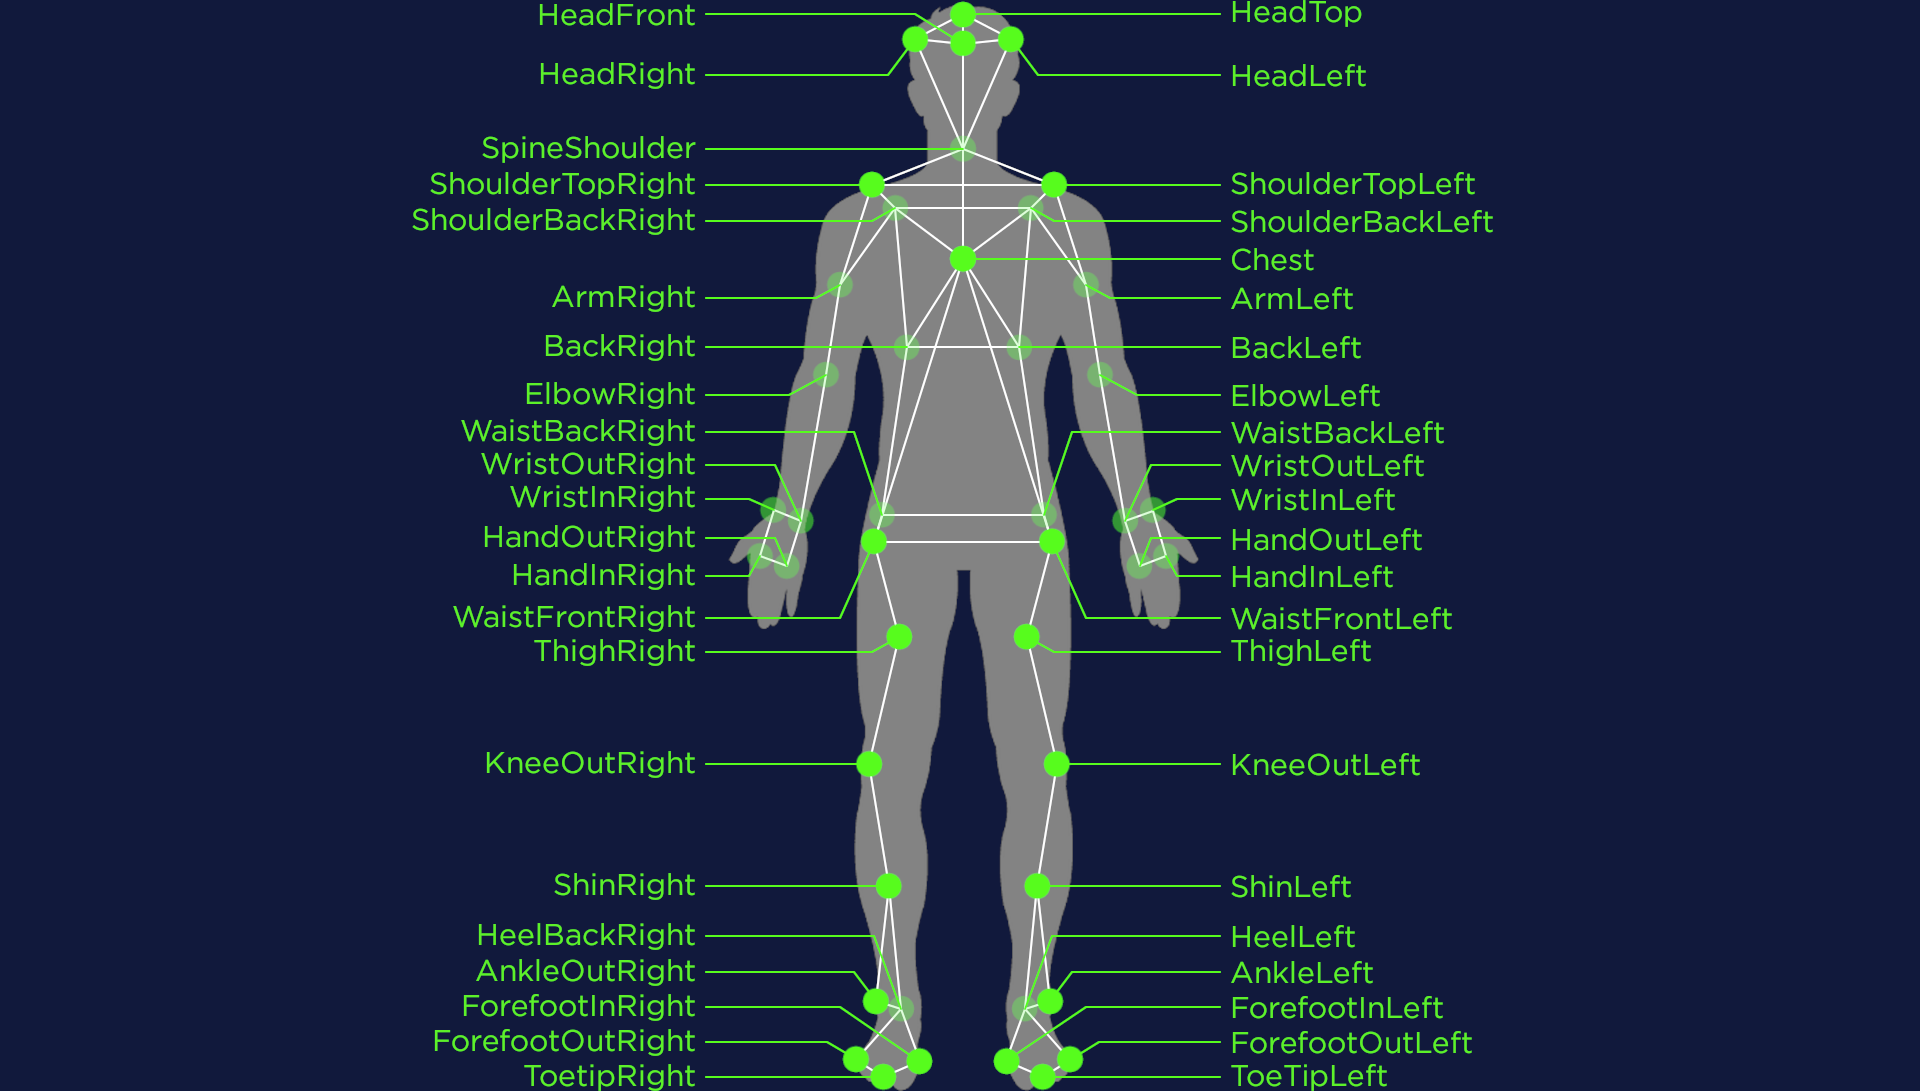 HeadFront
HeadTop
HeadRight
HeadLeft
SpineShoulder
ShoulderTopRight
ShoulderTopLeft
ShoulderBackRight
ShoulderBackLeft
Chest
ArmRight
ArmLeft
BackRight
BackLeft
ElbowRight
ElbowLeft
WaistBackRight
WaistBackLeft
WristOutRight
WristOutLeft
WristInRight
WristInLeft
HandOutRight
HandOutLeft
HandInRight
HandInLeft
WaistFrontRight
WaistFrontLeft
ThighRight
ThighLeft
KneeOutRight
KneeOutLeft
ShinRight
ShinLeft
HeelBackRight
HeelLeft
AnkleOutRight
AnkleLeft
ForefootInRight
ForefootInLeft
ForefootOutRight
ForefootOutLeft
ToetipRight
ToeTipLeft